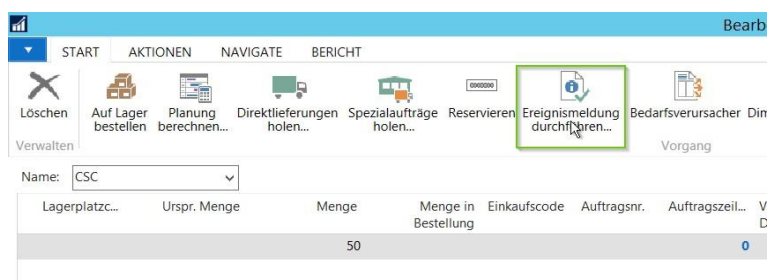 Bearb
START AKTIONEN NAVIGATE BERICHT
Löschen Auf Lager bestellen Planung berechnen... Direktlieferungen holen... Spezialaufträge holen... Reservieren Ereignismeldung durchführen... Bedarfsverursacher Dim
Verwalten Vorgang
Name: CSC
Lagerplatzc... Urspr. Menge Menge Menge in Bestellung Einkaufscode Auftragsnr. Auftragszeil... V
D
50 0